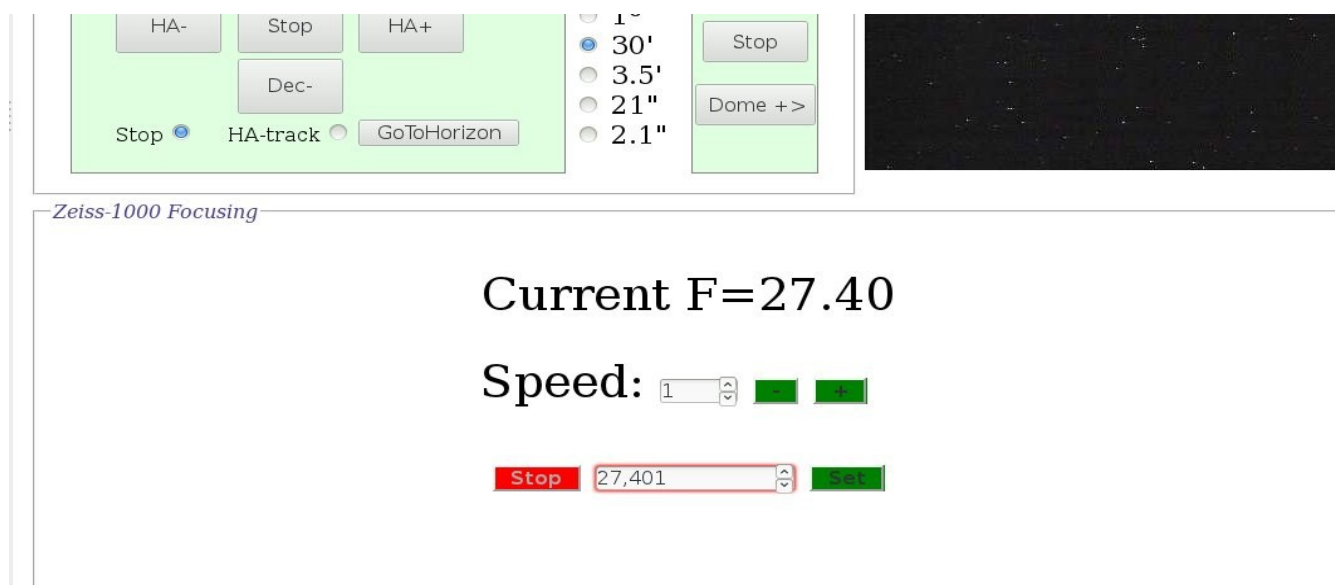 HA-
Stop
HA+
1°
30'
3.5'
21"
2.1"
Stop
Dec-
Dome +>
Stop
HA-track
GoToHorizon
Zeiss-1000 Focusing
Current F=27.40
Speed: 1 - +
Stop 27,401 Set